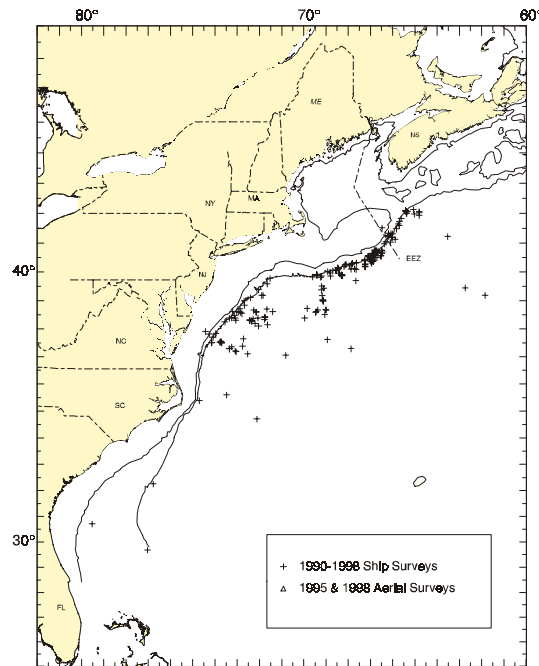 80° 70° 60°
ME
NS
NY MA
EEZ
40°
NJ
NC
SC
30°
1990-1998 Ship Surveys
1995 & 1998 Aerial Surveys
FL